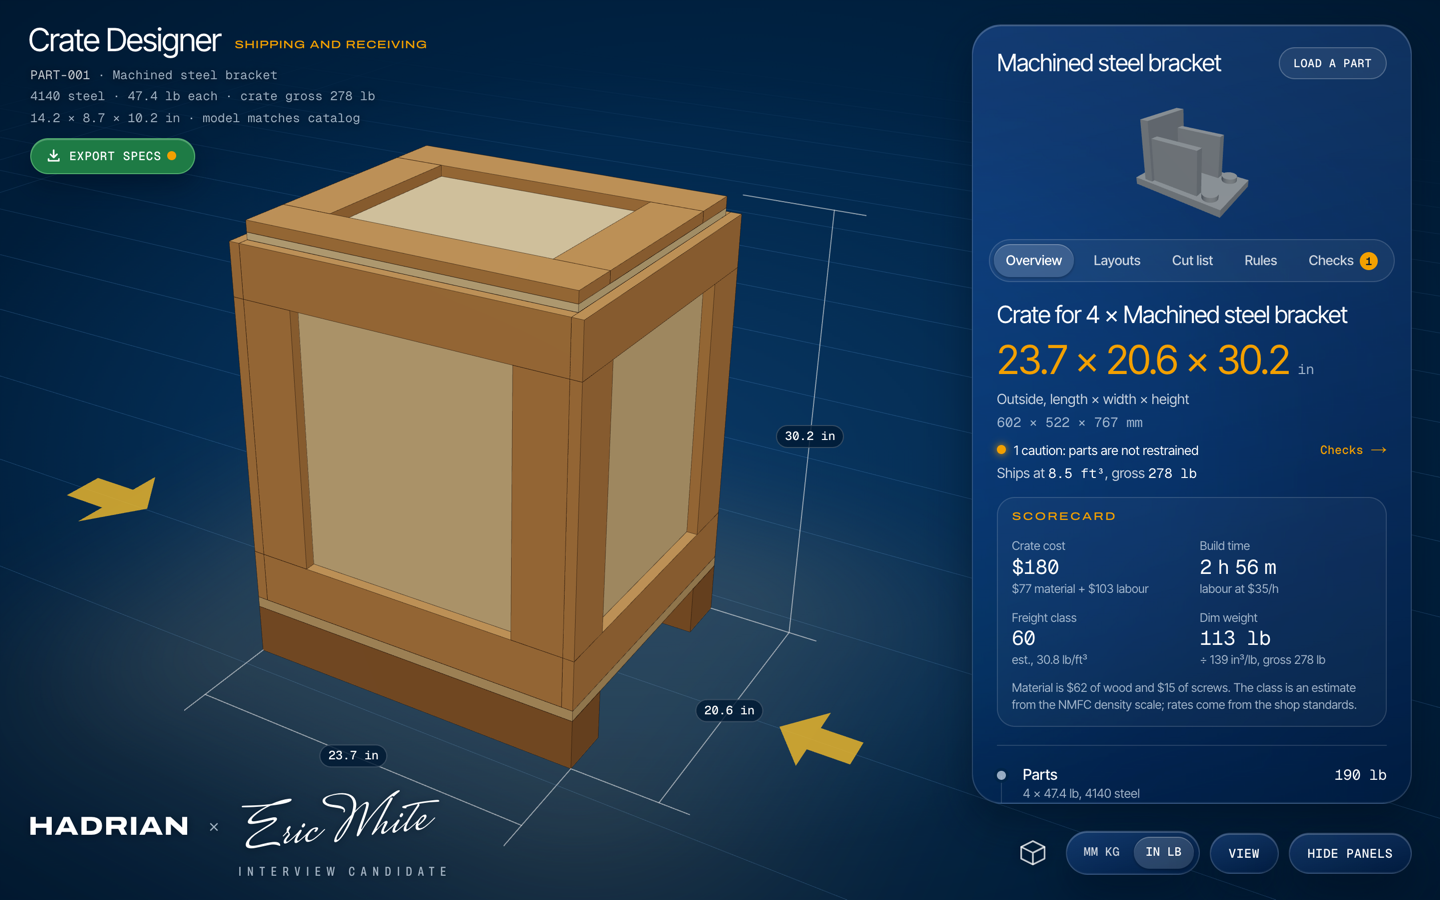 Crate Designer SHIPPING AND RECEIVING
PART-001 · Machined steel bracket
4140 steel · 47.4 lb each · crate gross 278 lb
14.2 × 8.7 × 10.2 in · model matches catalog
EXPORT SPECS
30.2 in
20.6 in
23.7 in
HADRIAN × Eric White
INTERVIEW CANDIDATE
Machined steel bracket
LOAD A PART
Overview Layouts Cut list Rules Checks 1
Crate for 4 × Machined steel bracket
23.7 × 20.6 × 30.2 in
Outside, length × width × height
602 × 522 × 767 mm
1 caution: parts are not restrained Checks →
Ships at 8.5 ft³, gross 278 lb
SCORECARD
Crate cost
$180
$77 material + $103 labour
Build time
2 h 56 m
labour at $35/h
Freight class
60
est., 30.8 lb/ft³
Dim weight
113 lb
÷ 139 in³/lb, gross 278 lb
Material is $62 of wood and $15 of screws. The class is an estimate
from the NMFC density scale; rates come from the shop standards.
Parts 190 lb
4 × 47.4 lb, 4140 steel
MM KG IN LB VIEW HIDE PANELS